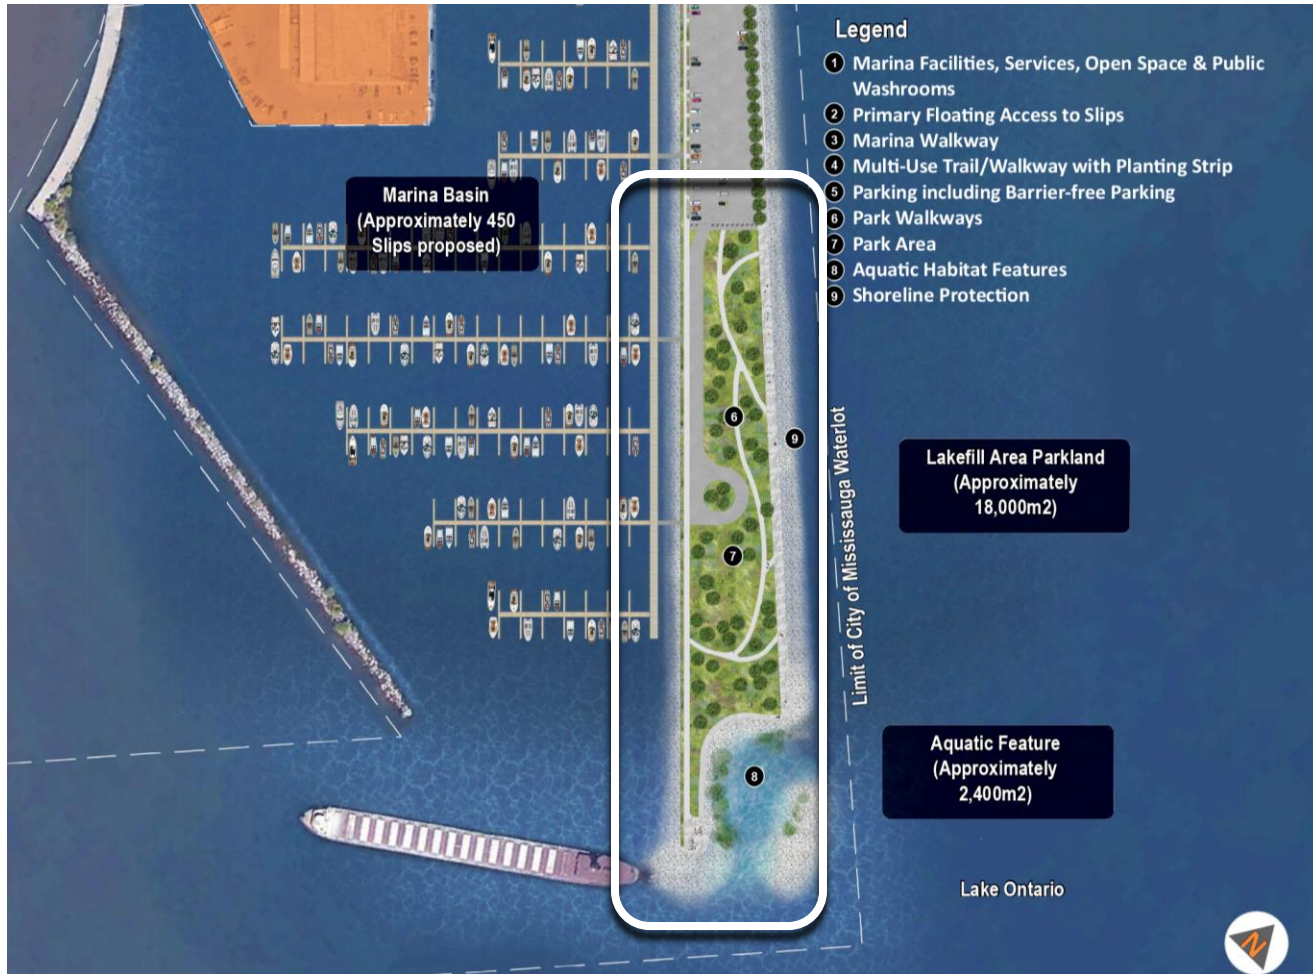 Legend
1 Marina Facilities, Services, Open Space & Public
Washrooms
2 Primary Floating Access to Slips
3 Marina Walkway
4 Multi-Use Trail/Walkway with Planting Strip
5 Parking including Barrier-free Parking
6 Park Walkways
7 Park Area
8 Aquatic Habitat Features
9 Shoreline Protection
Marina Basin
(Approximately 450
Slips proposed)
6
9
7
8
Limit of City of Mississauga Waterlot
Lakefill Area Parkland
(Approximately
18,000m2)
Aquatic Feature
(Approximately
2,400m2)
Lake Ontario
N